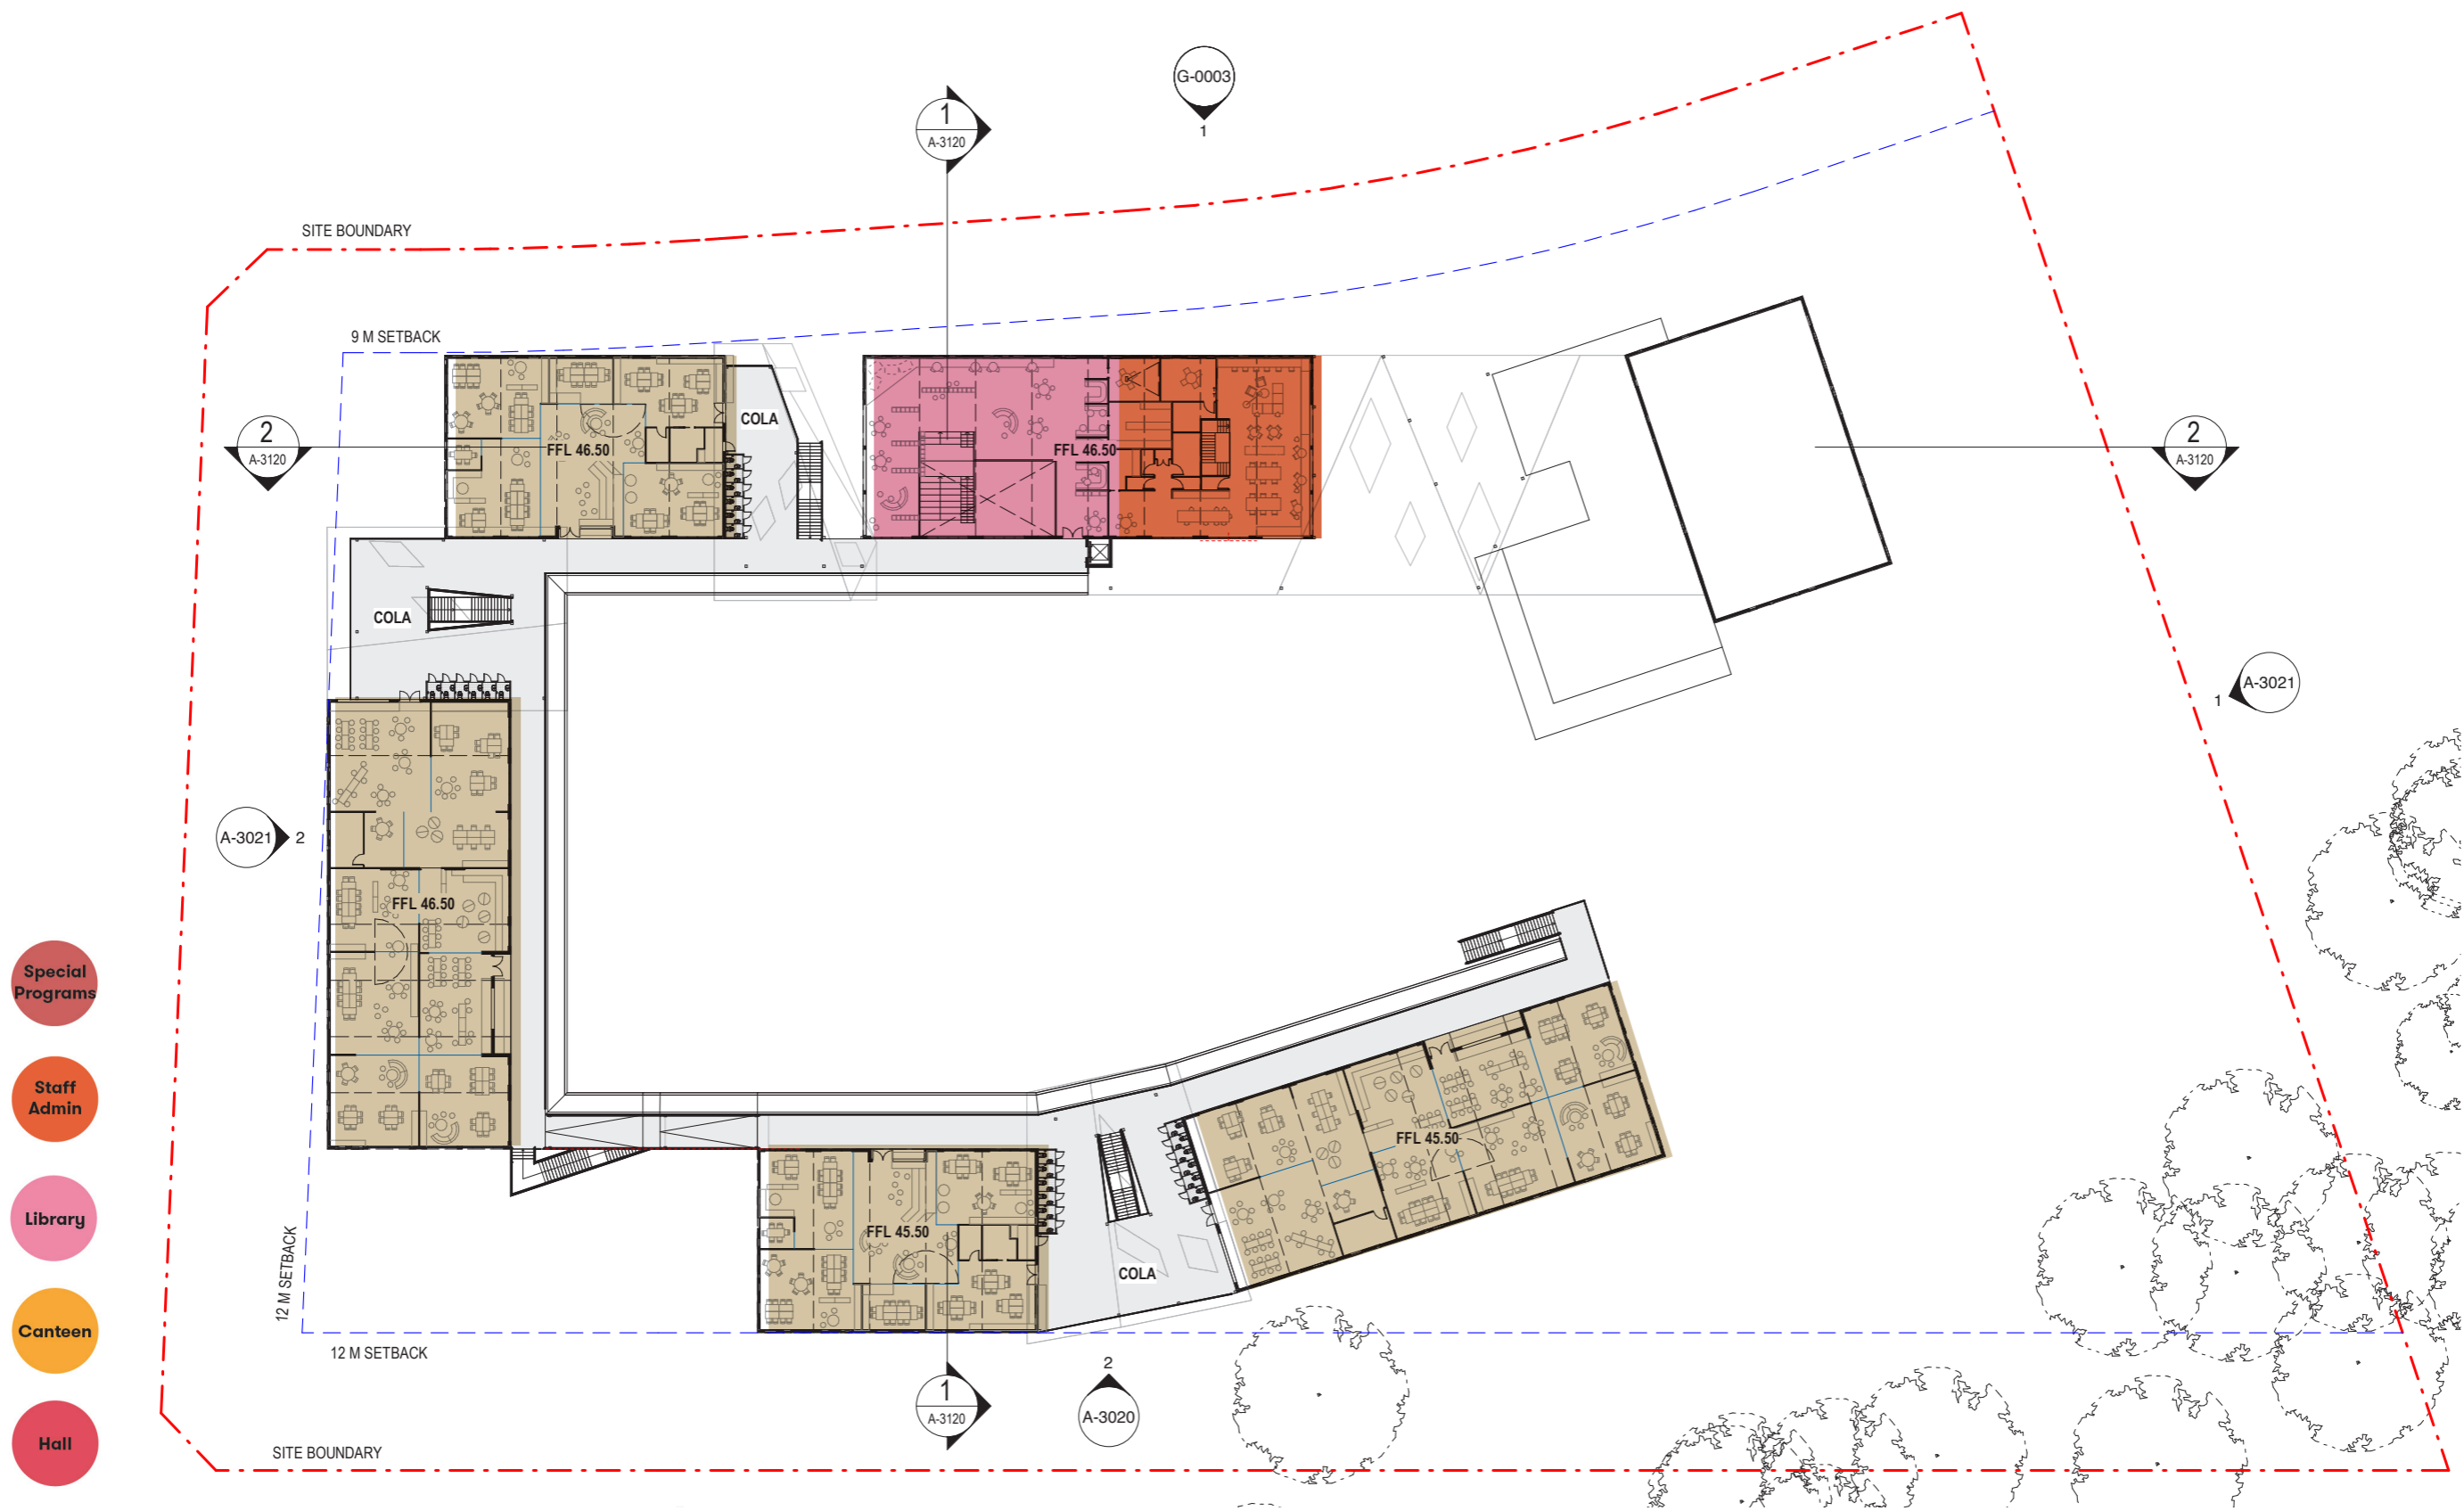 G-0003
1
1
A-3120
SITE BOUNDARY
9 M SETBACK
COLA
2
A-3120
FFL 46.50
FFL 46.50
2
A-3120
COLA
A-3021
1
A-3021
2
FFL 46.50
Special
Programs
Staff
Admin
FFL 45.50
Library
FFL 45.50
COLA
12 M SETBACK
Canteen
12 M SETBACK
2
1
A-3120
A-3020
Hall
SITE BOUNDARY